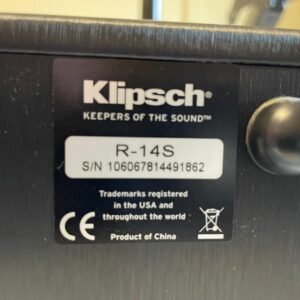 Klipsch®
KEEPERS OF THE SOUND™
R-14S
S/N 106067814491862
Trademarks registered
in the USA and
throughout the world
CE
Product of China